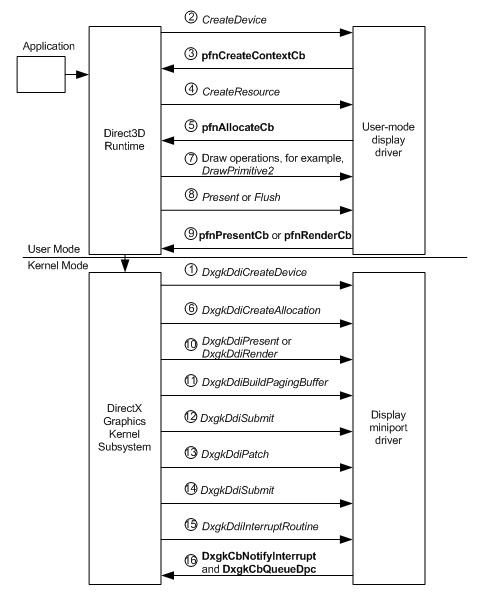 ② CreateDevice
Application
③ pfnCreateContextCb
④ CreateResource
⑤ pfnAllocateCb
Direct3D
Runtime
User-mode
display
driver
⑦ Draw operations, for example,
DrawPrimitive2
⑧ Present or Flush
⑨ pfnPresentCb or pfnRenderCb
User Mode
Kernel Mode
① DxgkDdiCreateDevice
⑥ DxgkDdiCreateAllocation
⑩ DxgkDdiPresent or
DxgkDdiRender
⑪ DxgkDdiBuildPagingBuffer
DirectX
Graphics
Kernel
Subsystem
Display
miniport
driver
⑫ DxgkDdiSubmit
⑬ DxgkDdiPatch
⑭ DxgkDdiSubmit
⑮ DxgkDdiInterruptRoutine
⑯ DxgkCbNotifyInterrupt
and DxgkCbQueueDpc